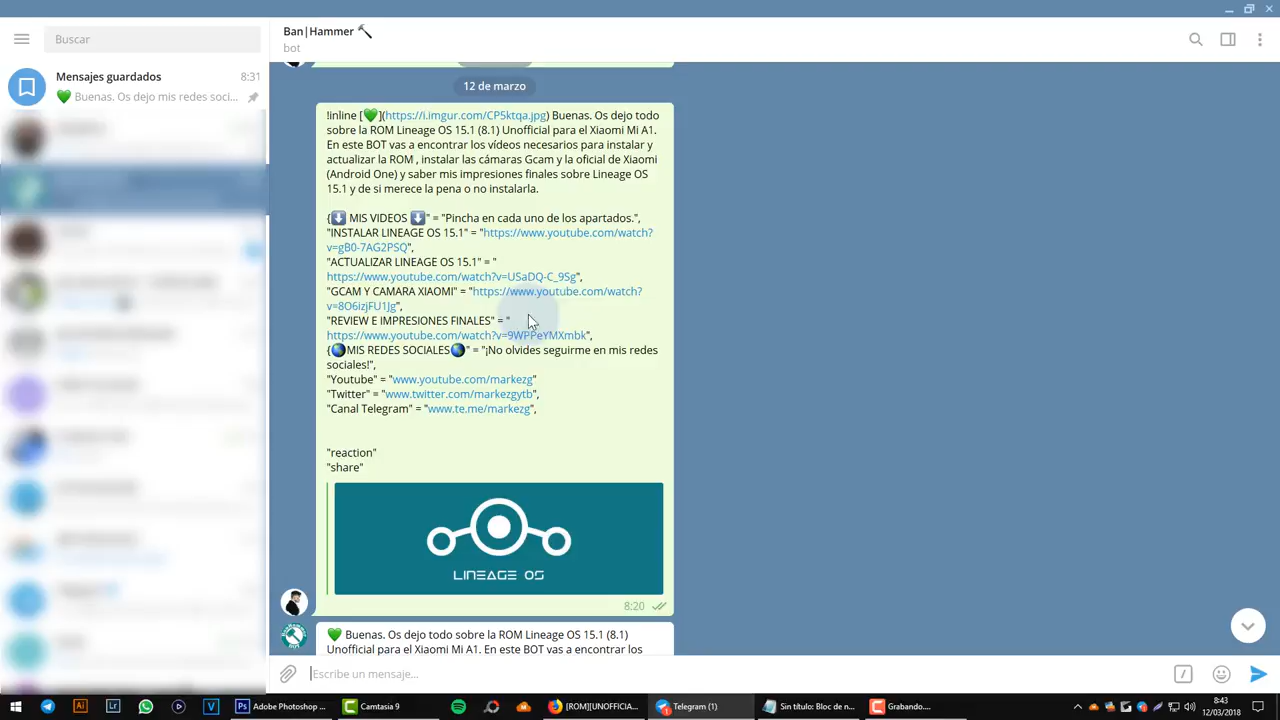 Buscar
Ban|Hammer 🔨
bot
Mensajes guardados
8:31
💚 Buenas. Os dejo mis redes soci...
12 de marzo
!inline [💚](https://i.imgur.com/CP5ktqa.jpg) Buenas. Os dejo todo
sobre la ROM Lineage OS 15.1 (8.1) Unofficial para el Xiaomi Mi A1.
En este BOT vas a encontrar los vídeos necesarios para instalar y
actualizar la ROM , instalar las cámaras Gcam y la oficial de Xiaomi
(Android One) y saber mis impresiones finales sobre Lineage OS
15.1 y de si merece la pena o no instalarla.
{⬇️ MIS VIDEOS ⬇️" = "Pincha en cada uno de los apartados.",
"INSTALAR LINEAGE OS 15.1" = "https://www.youtube.com/watch?
v=gB0-7AG2PSQ",
"ACTUALIZAR LINEAGE OS 15.1" = "
https://www.youtube.com/watch?v=USaDQ-C_9Sg",
"GCAM Y CAMARA XIAOMI" = "https://www.youtube.com/watch?
v=8O6izjFU1Jg",
"REVIEW E IMPRESIONES FINALES" = "
https://www.youtube.com/watch?v=9WPPeYMXmbk",
{🌎MIS REDES SOCIALES🌎" = "¡No olvides seguirme en mis redes
sociales!",
"Youtube" = "www.youtube.com/markezg"
"Twitter" = "www.twitter.com/markezgytb",
"Canal Telegram" = "www.te.me/markezg",
"reaction"
"share"
LINEAGE OS
8:20
💚 Buenas. Os dejo todo sobre la ROM Lineage OS 15.1 (8.1)
Unofficial para el Xiaomi Mi A1. En este BOT vas a encontrar los
Escribe un mensaje...
Adobe Photoshop ...
Camtasia 9
[ROM][UNOFFICIA...
Telegram (1)
Sin título: Bloc de n...
Grabando....
8:43
12/03/2018